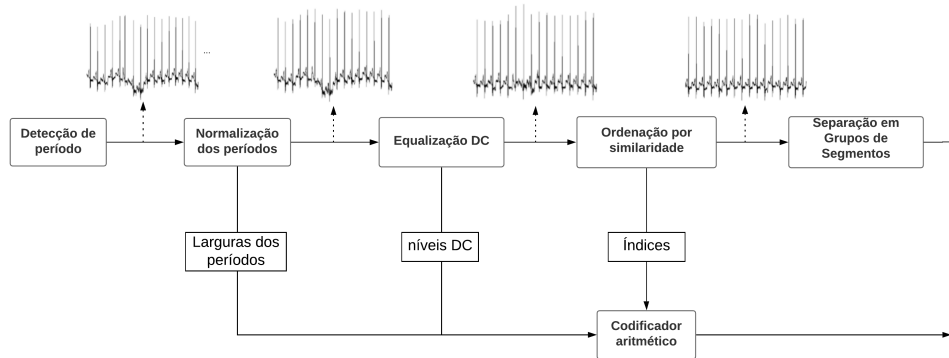 ...
Detecção de
período
Normalização
dos períodos
Equalização DC
Ordenação por
similaridade
Separação em
Grupos de
Segmentos
Larguras dos
períodos
níveis DC
Índices
Codificador
aritmético